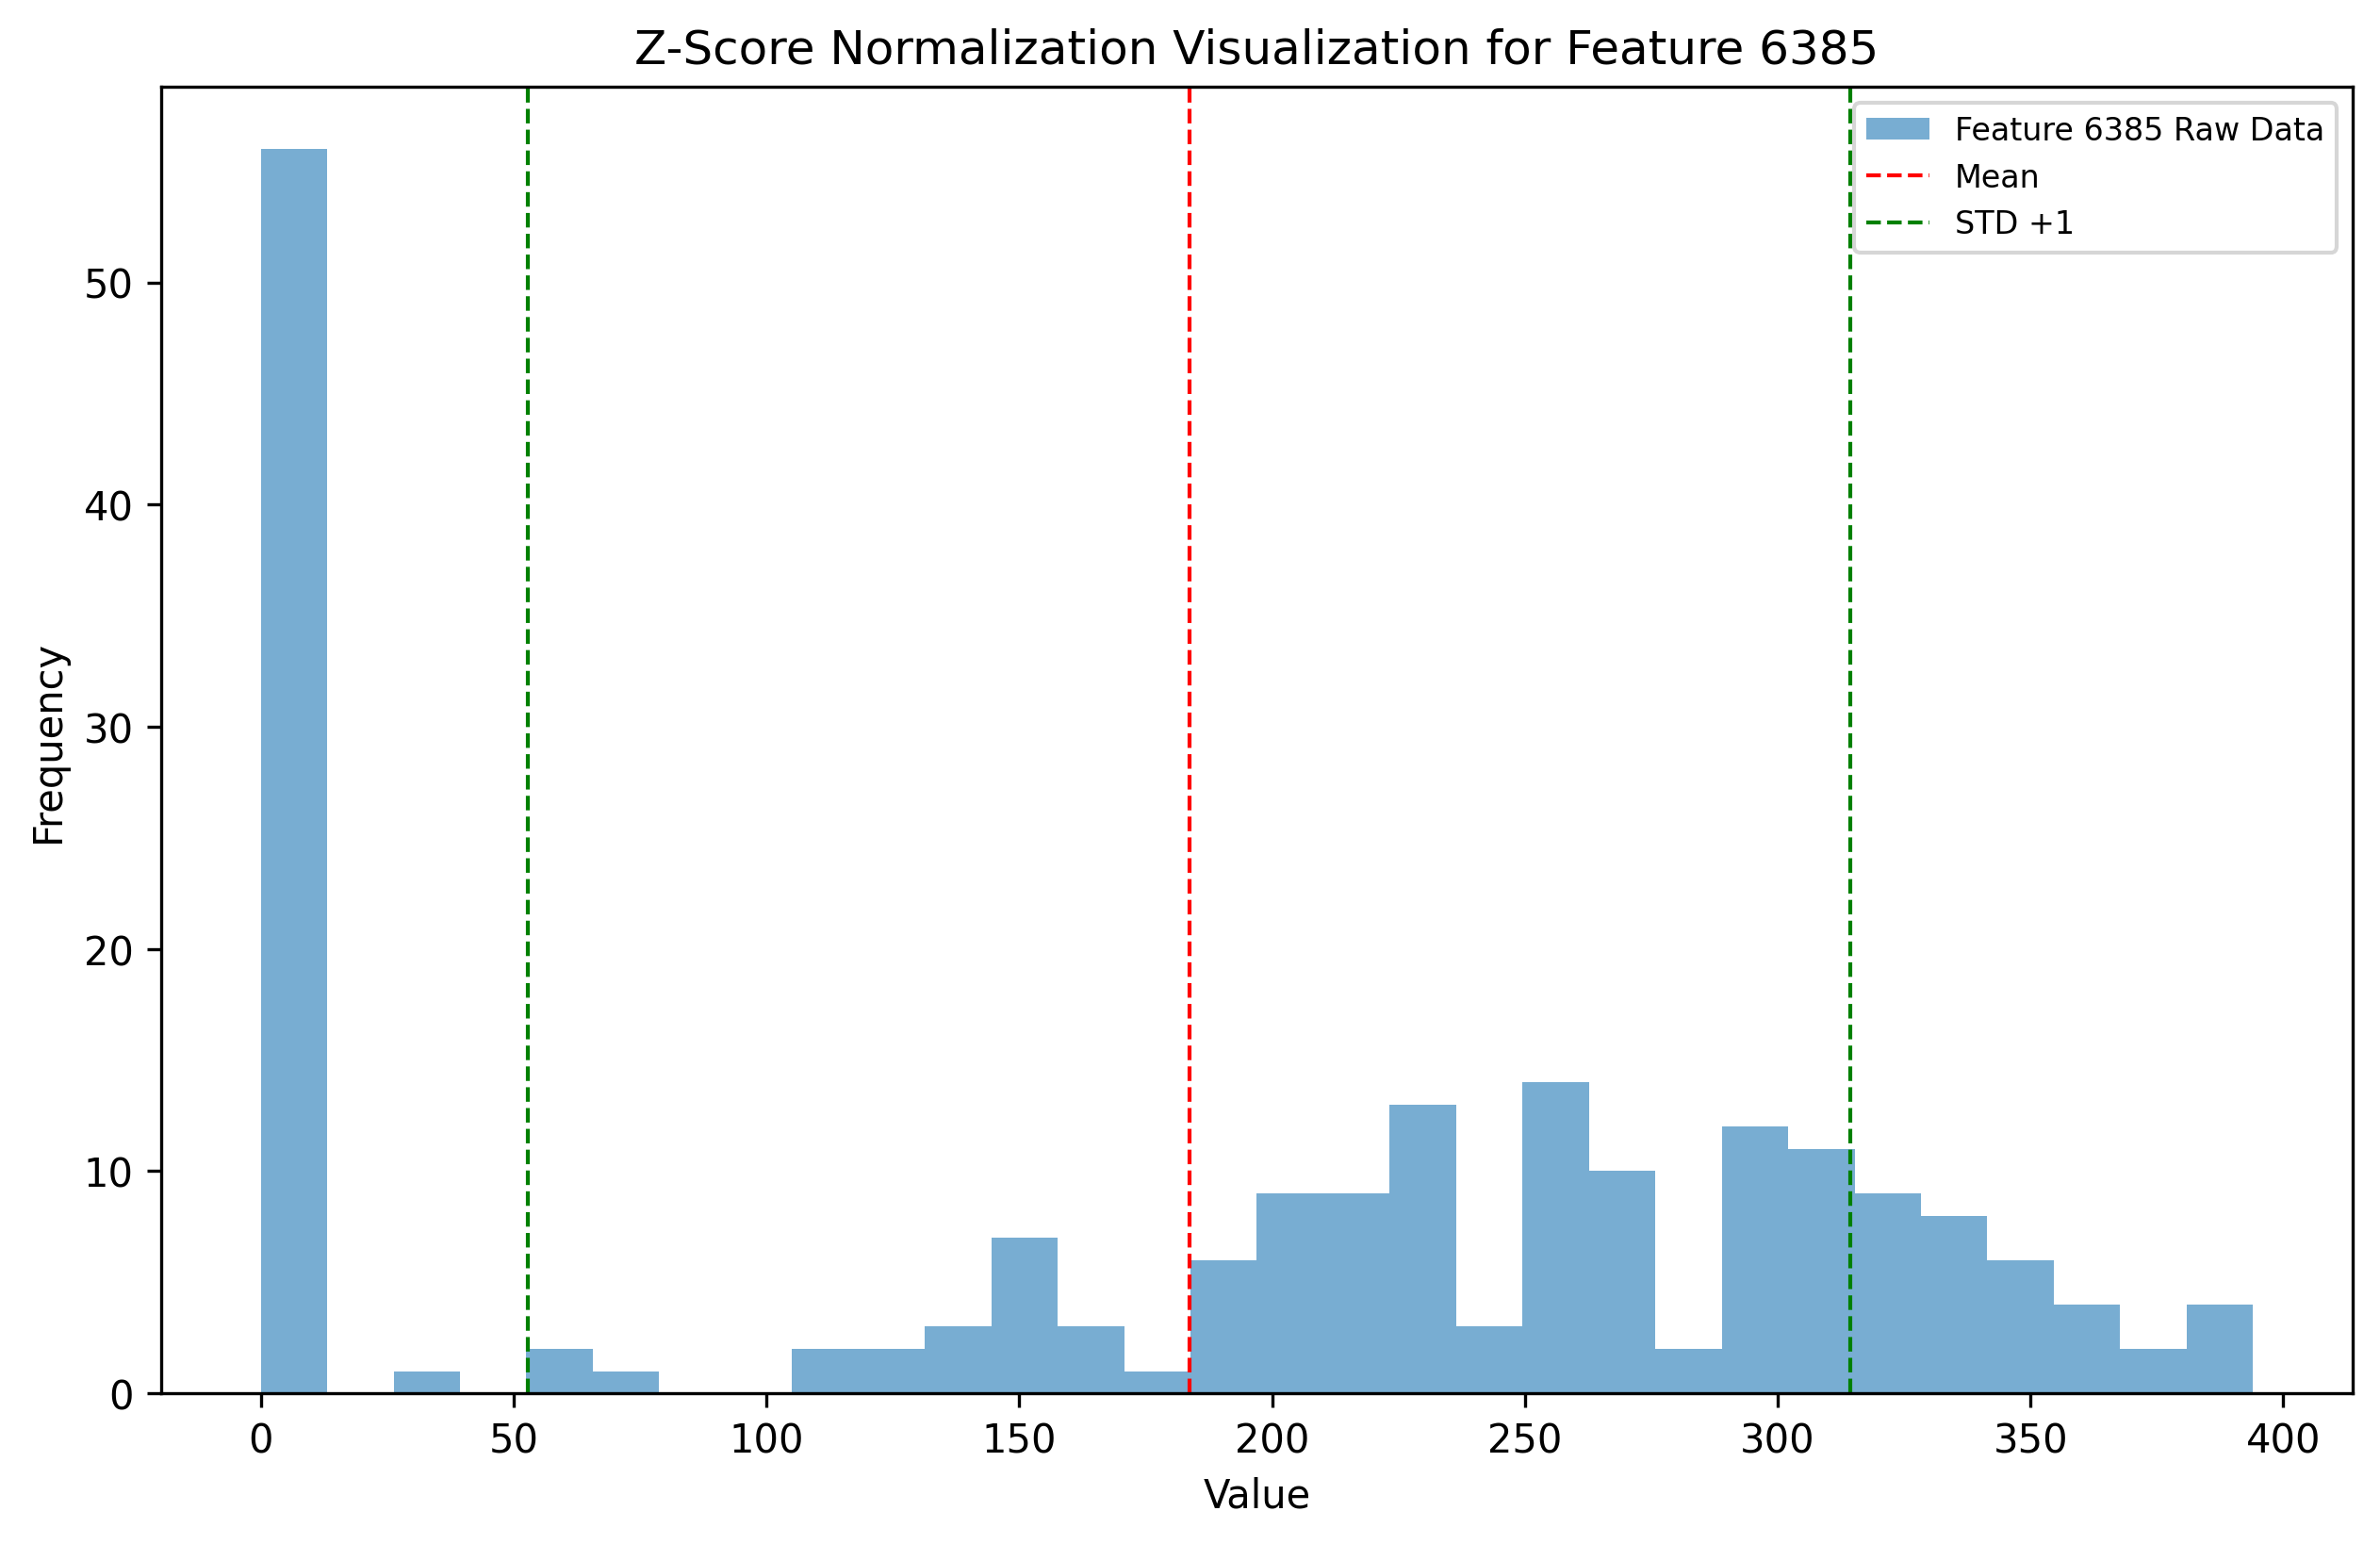 Z-Score Normalization Visualization for Feature 6385
Feature 6385 Raw Data
Mean
STD +1
50
40
30
20
10
0
Frequency
0 50 100 150 200 250 300 350 400
Value